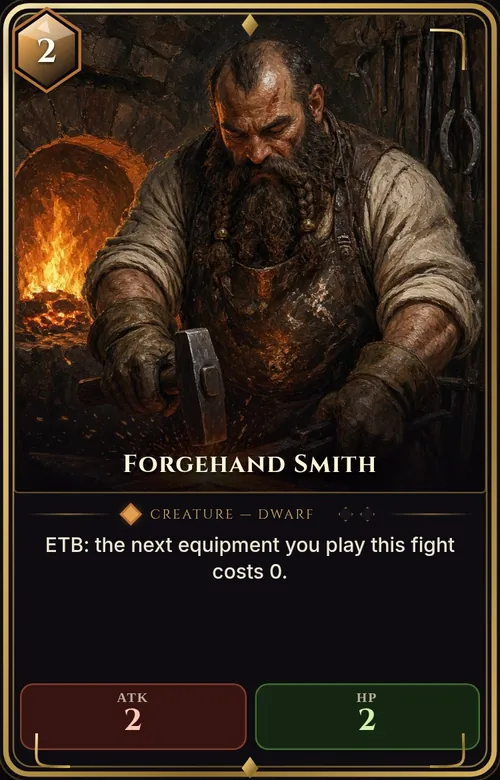 2
Forgehand Smith
CREATURE — DWARF
ETB: the next equipment you play this fight
costs 0.
ATK
2
HP
2